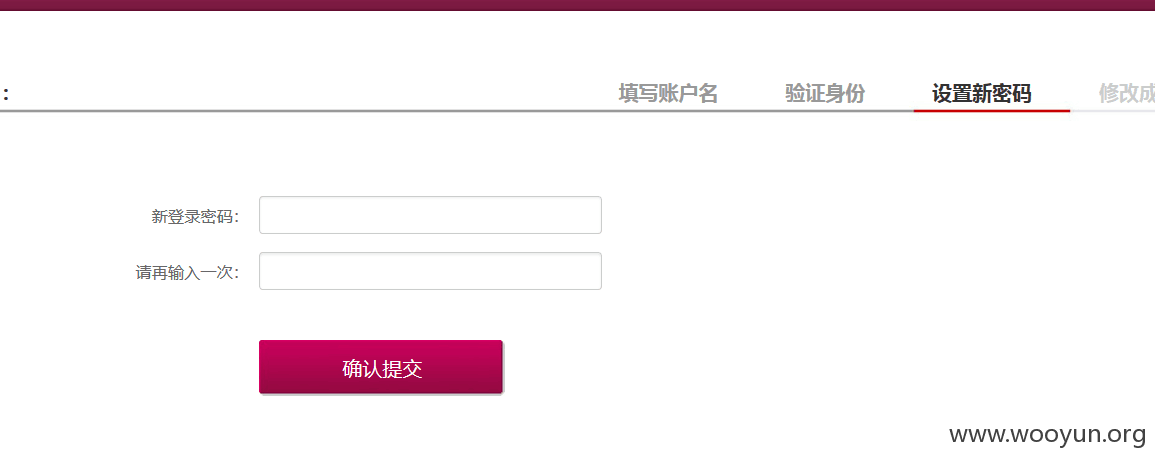 : 填写账户名 验证身份 设置新密码 修改成
新登录密码:
请再输入一次:
确认提交
www.wooyun.org